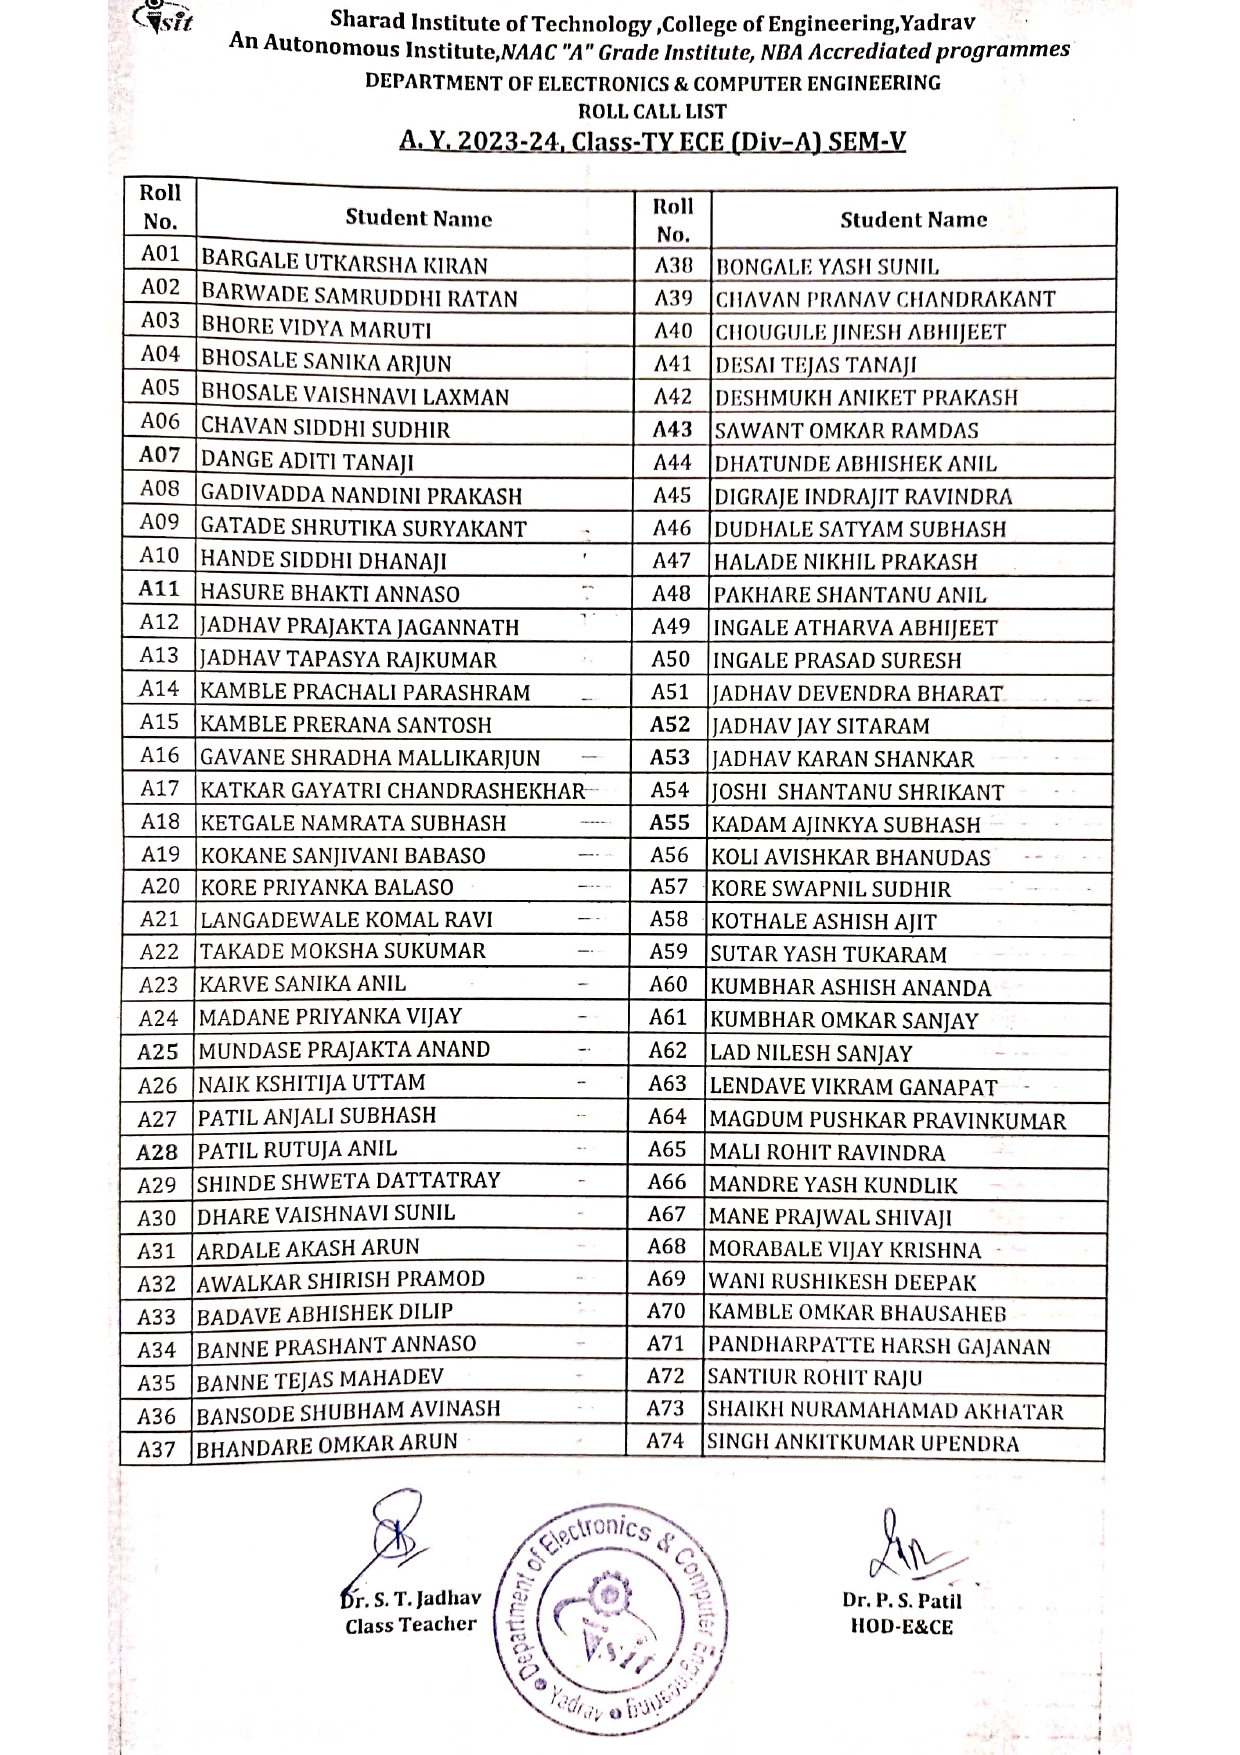 sit
Sharad Institute of Technology ,College of Engineering,Yadrav
An Autonomous Institute,NAAC "A" Grade Institute, NBA Accrediated programmes
DEPARTMENT OF ELECTRONICS & COMPUTER ENGINEERING
ROLL CALL LIST
A. Y. 2023-24, Class-TY ECE (Div–A) SEM-V
Roll No. Student Name Roll No. Student Name
A01 BARGALE UTKARSHA KIRAN A38 BONGALE YASH SUNIL
A02 BARWADE SAMRUDDHI RATAN A39 CHAVAN PRANAV CHANDRAKANT
A03 BHORE VIDYA MARUTI A40 CHOUGULE JINESH ABHIJEET
A04 BHOSALE SANIKA ARJUN A41 DESAI TEJAS TANAJI
A05 BHOSALE VAISHNAVI LAXMAN A42 DESHMUKH ANIKET PRAKASH
A06 CHAVAN SIDDHI SUDHIR A43 SAWANT OMKAR RAMDAS
A07 DANGE ADITI TANAJI A44 DHATUNDE ABHISHEK ANIL
A08 GADIVADDA NANDINI PRAKASH A45 DIGRAJE INDRAJIT RAVINDRA
A09 GATADE SHRUTIKA SURYAKANT A46 DUDHALE SATYAM SUBHASH
A10 HANDE SIDDHI DHANAJI A47 HALADE NIKHIL PRAKASH
A11 HASURE BHAKTI ANNASO A48 PAKHARE SHANTANU ANIL
A12 JADHAV PRAJAKTA JAGANNATH A49 INGALE ATHARVA ABHIJEET
A13 JADHAV TAPASYA RAJKUMAR A50 INGALE PRASAD SURESH
A14 KAMBLE PRACHALI PARASHRAM A51 JADHAV DEVENDRA BHARAT
A15 KAMBLE PRERANA SANTOSH A52 JADHAV JAY SITARAM
A16 GAVANE SHRADHA MALLIKARJUN A53 JADHAV KARAN SHANKAR
A17 KATKAR GAYATRI CHANDRASHEKHAR A54 JOSHI SHANTANU SHRIKANT
A18 KETGALE NAMRATA SUBHASH A55 KADAM AJINKYA SUBHASH
A19 KOKANE SANJIVANI BABASO A56 KOLI AVISHKAR BHANUDAS
A20 KORE PRIYANKA BALASO A57 KORE SWAPNIL SUDHIR
A21 LANGADEWALE KOMAL RAVI A58 KOTHALE ASHISH AJIT
A22 TAKADE MOKSHA SUKUMAR A59 SUTAR YASH TUKARAM
A23 KARVE SANIKA ANIL A60 KUMBHAR ASHISH ANANDA
A24 MADANE PRIYANKA VIJAY A61 KUMBHAR OMKAR SANJAY
A25 MUNDASE PRAJAKTA ANAND A62 LAD NILESH SANJAY
A26 NAIK KSHITIJA UTTAM A63 LENDAVE VIKRAM GANAPAT
A27 PATIL ANJALI SUBHASH A64 MAGDUM PUSHKAR PRAVINKUMAR
A28 PATIL RUTUJA ANIL A65 MALI ROHIT RAVINDRA
A29 SHINDE SHWETA DATTATRAY A66 MANDRE YASH KUNDLIK
A30 DHARE VAISHNAVI SUNIL A67 MANE PRAJWAL SHIVAJI
A31 ARDALE AKASH ARUN A68 MORABALE VIJAY KRISHNA
A32 AWALKAR SHIRISH PRAMOD A69 WANI RUSHIKESH DEEPAK
A33 BADAVE ABHISHEK DILIP A70 KAMBLE OMKAR BHAUSAHEB
A34 BANNE PRASHANT ANNASO A71 PANDHARPATTE HARSH GAJANAN
A35 BANNE TEJAS MAHADEV A72 SANTIUR ROHIT RAJU
A36 BANSODE SHUBHAM AVINASH A73 SHAIKH NURAMAHAMAD AKHATAR
A37 BHANDARE OMKAR ARUN A74 SINGH ANKITKUMAR UPENDRA
Dr. S. T. Jadhav
Class Teacher
Department of Electronics & Computer Engineering
Yadrav
Dr. P. S. Patil
HOD-E&CE